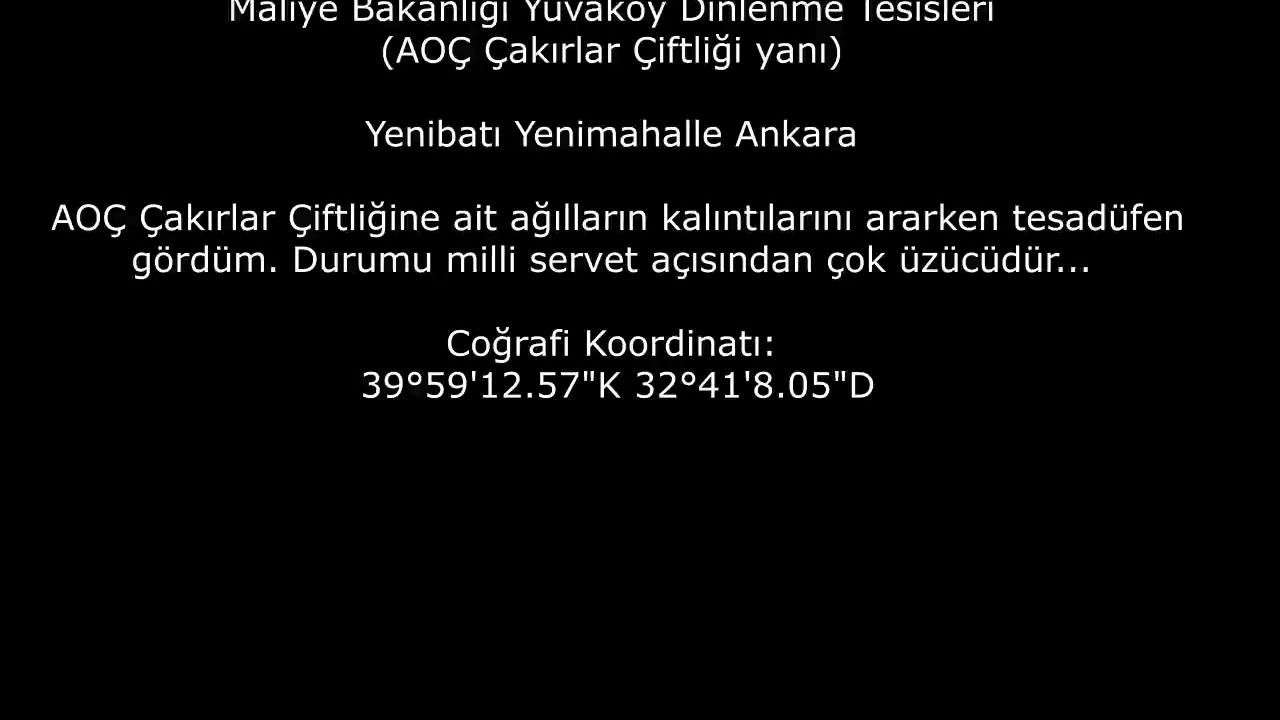 Maliye Bakanlığı Yuvaköy Dinlenme Tesisleri
(AOÇ Çakırlar Çiftliği yanı)
Yenibatı Yenimahalle Ankara
AOÇ Çakırlar Çiftliğine ait ağılların kalıntılarını ararken tesadüfen
gördüm. Durumu milli servet açısından çok üzücüdür...
Coğrafi Koordinatı:
39°59'12.57"K 32°41'8.05"D